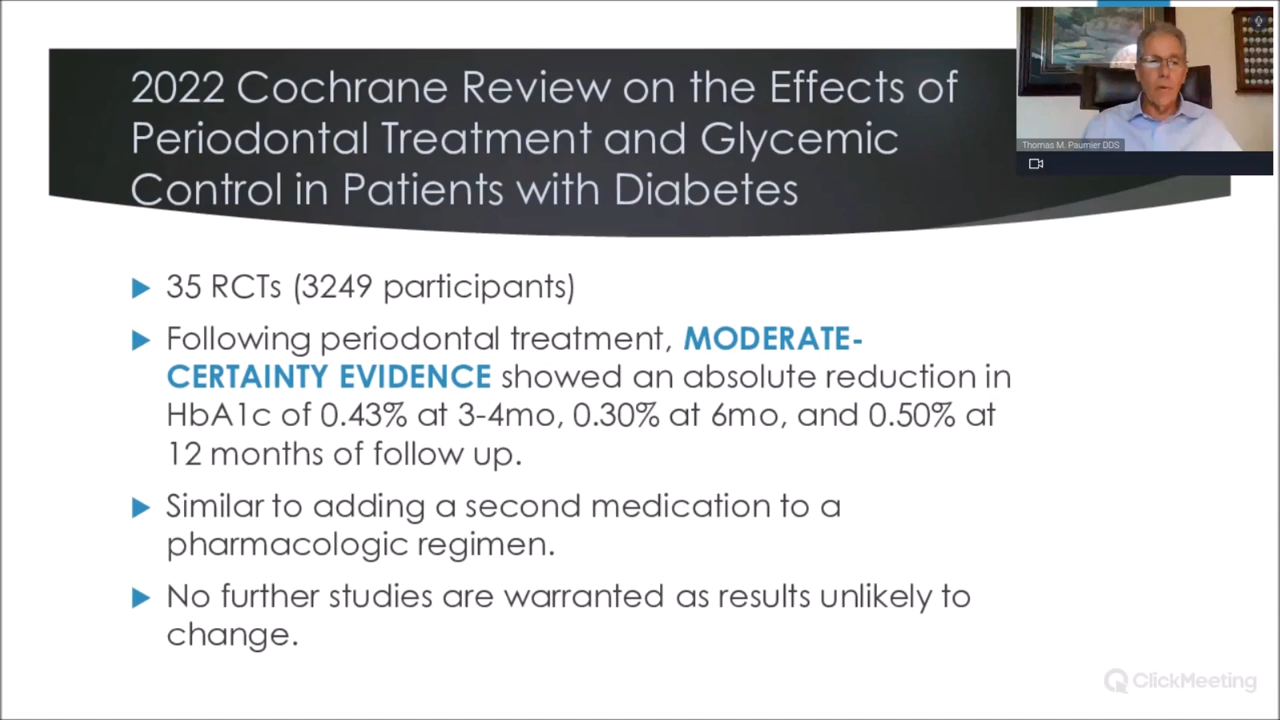 2022 Cochrane Review on the Effects of
Periodontal Treatment and Glycemic
Control in Patients with Diabetes
Thomas M. Paumier DDS
35 RCTs (3249 participants)
Following periodontal treatment, MODERATE-
CERTAINTY EVIDENCE showed an absolute reduction in
HbA1c of 0.43% at 3-4mo, 0.30% at 6mo, and 0.50% at
12 months of follow up.
Similar to adding a second medication to a
pharmacologic regimen.
No further studies are warranted as results unlikely to
change.
ClickMeeting